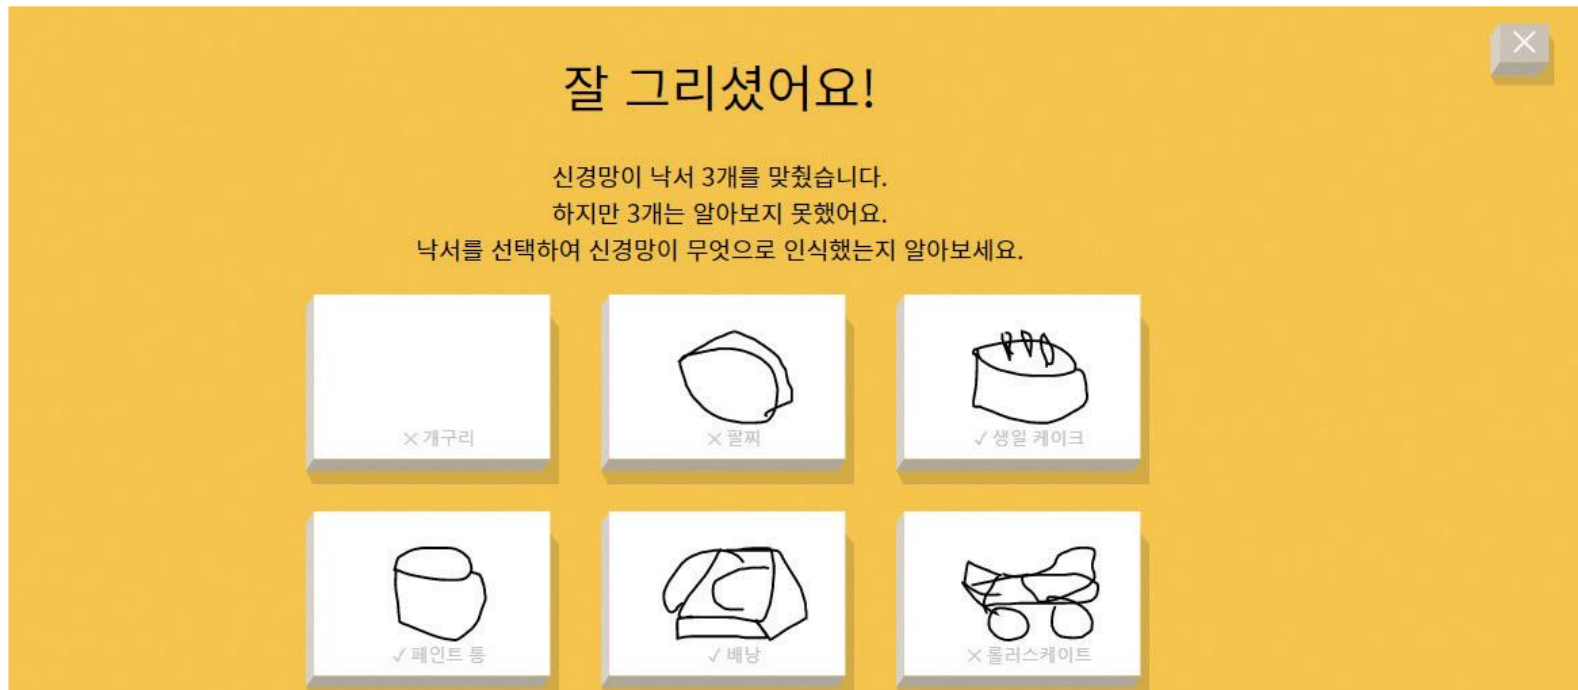 잘 그리셨어요!
신경망이 낙서 3개를 맞췄습니다.
하지만 3개는 알아보지 못했어요.
낙서를 선택하여 신경망이 무엇으로 인식했는지 알아보세요.
× 개구리
× 팔찌
✓ 생일 케이크
✓ 페인트 통
✓ 배낭
× 롤러스케이트